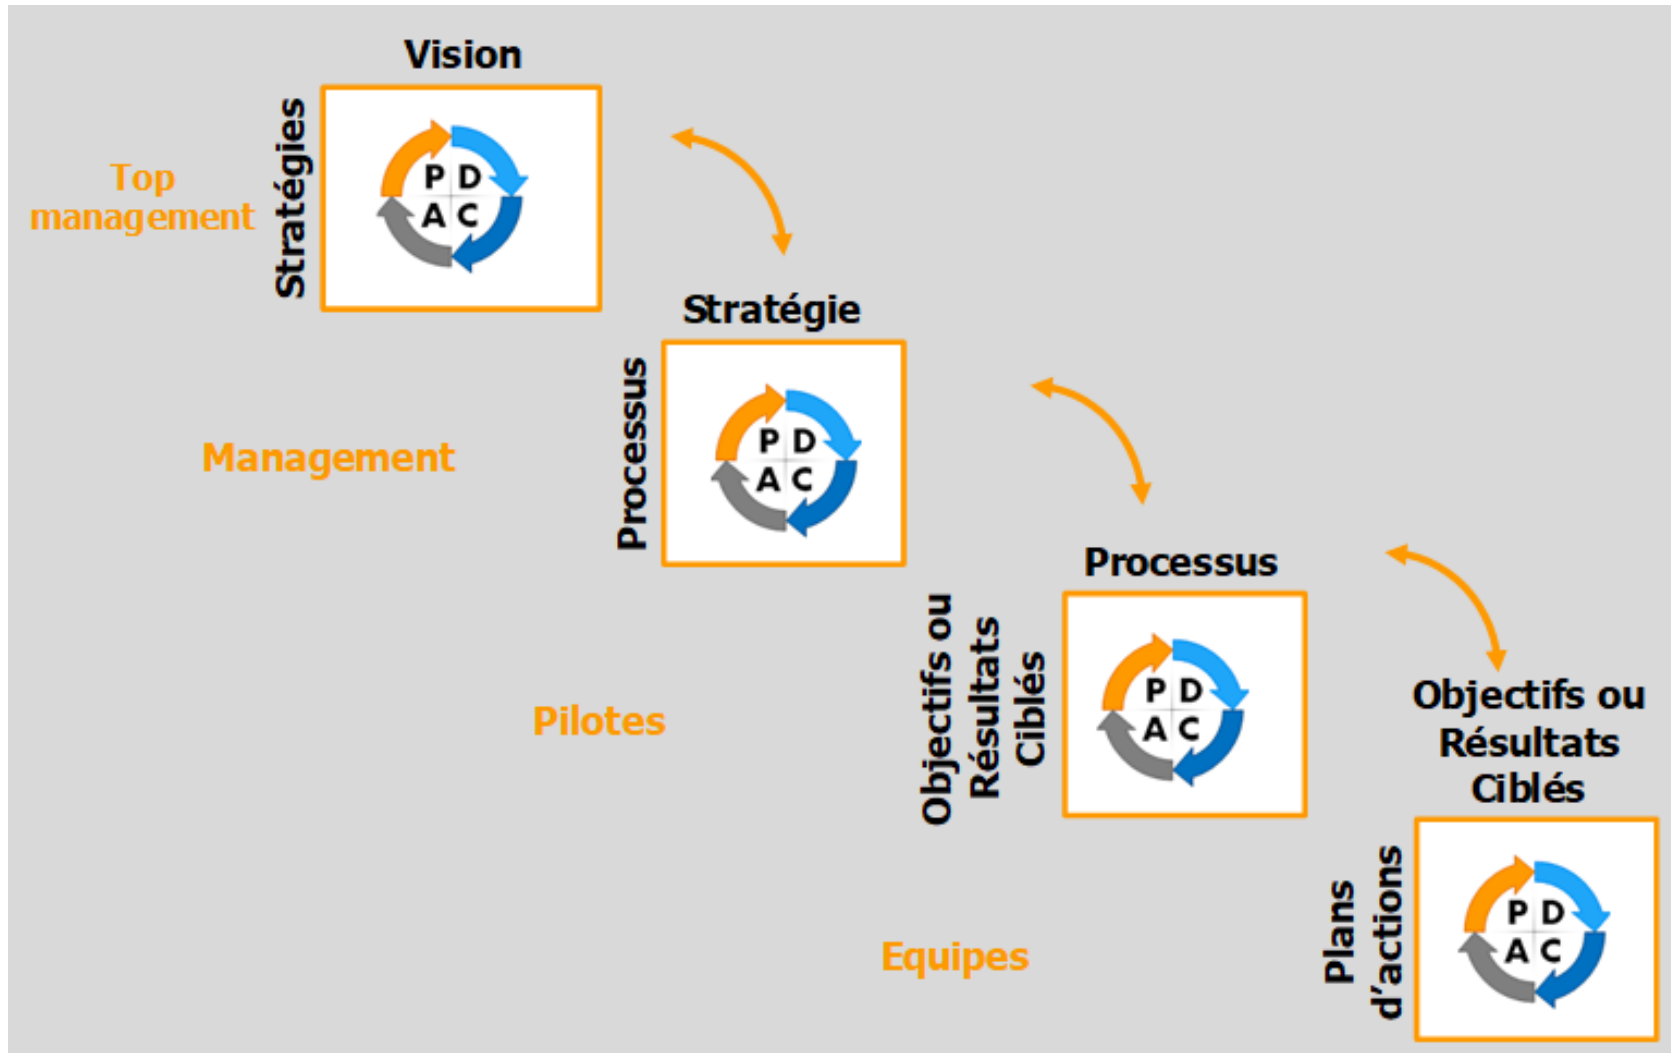 Vision
Stratégies
Top
management
P D
A C
Stratégie
Processus
Management
P D
A C
Processus
Objectifs ou
Résultats
Ciblés
Pilotes
P D
A C
Objectifs ou
Résultats
Ciblés
Plans
d’actions
Equipes
P D
A C